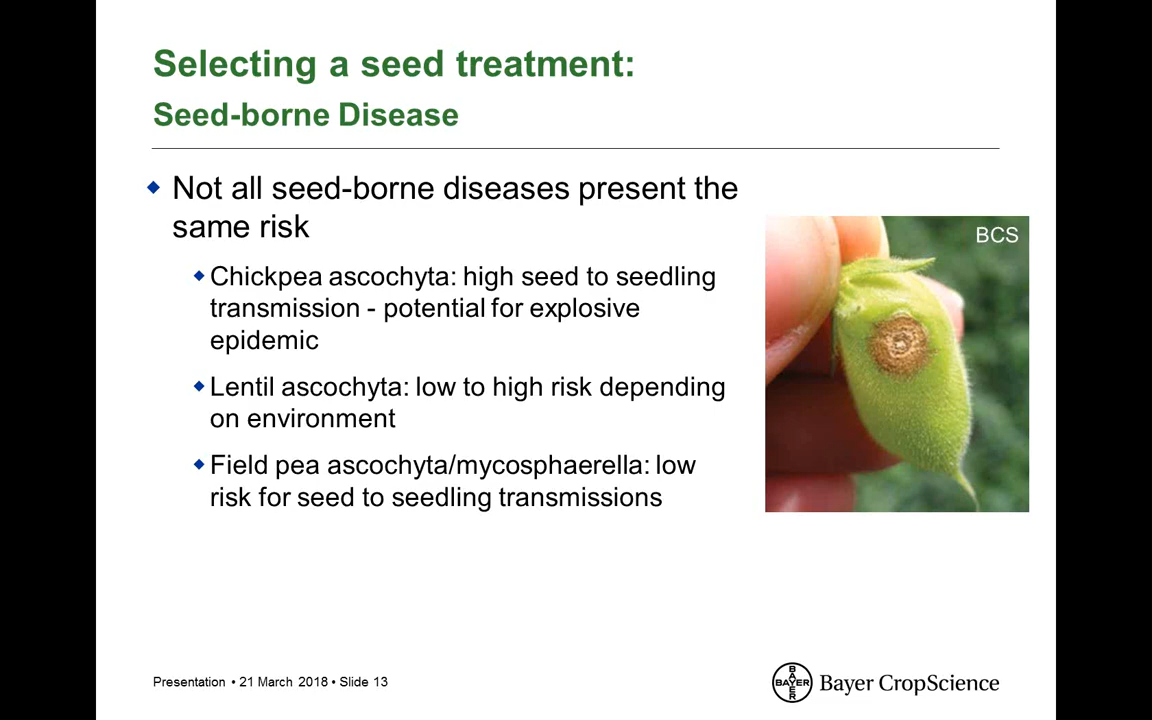 Selecting a seed treatment:
Seed-borne Disease
Not all seed-borne diseases present the
same risk
Chickpea ascochyta: high seed to seedling
transmission - potential for explosive
epidemic
Lentil ascochyta: low to high risk depending
on environment
Field pea ascochyta/mycosphaerella: low
risk for seed to seedling transmissions
BCS
Presentation • 21 March 2018 • Slide 13
BAYER
BAYER
Bayer CropScience